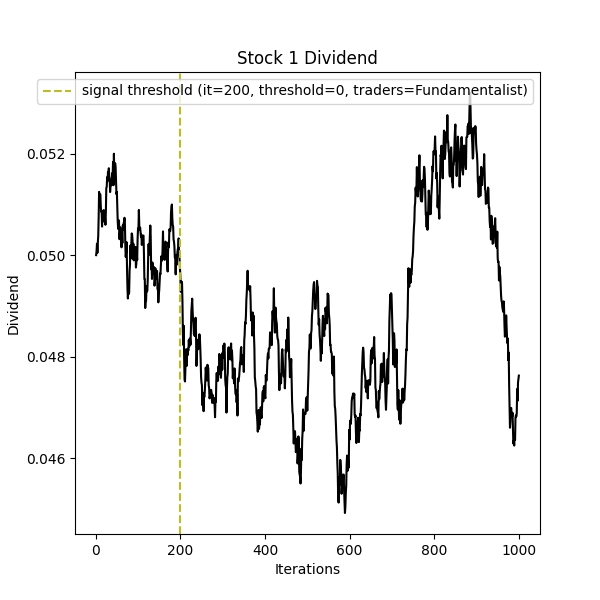 Stock 1 Dividend
signal threshold (it=200, threshold=0, traders=Fundamentalist)
0.052
0.050
0.048
0.046
Dividend
0 200 400 600 800 1000
Iterations